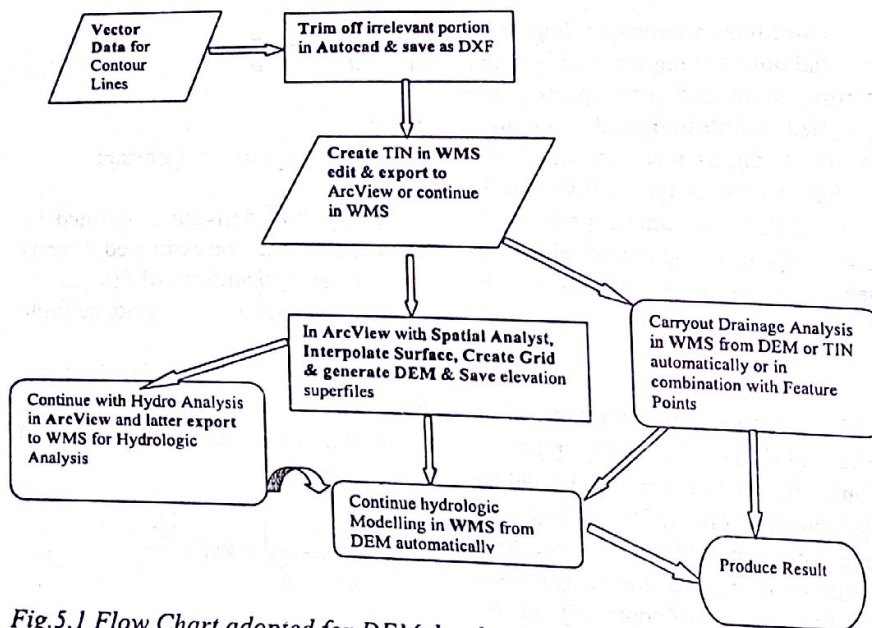 Vector
Data for
Contour
Lines
Trim off irrelevant portion
in Autocad & save as DXF
Create TIN in WMS
edit & export to
ArcView or continue
in WMS
In ArcView with Spatial Analyst,
Interpolate Surface, Create Grid
& generate DEM & Save elevation
superfiles
Carryout Drainage Analysis
in WMS from DEM or TIN
automatically or in
combination with Feature
Points
Continue with Hydro Analysis
in ArcView and latter export
to WMS for Hydrologic
Analysis
Continue hydrologic
Modelling in WMS from
DEM automatically
Produce Result
Fig.5.1 Flow Chart adopted for DEM